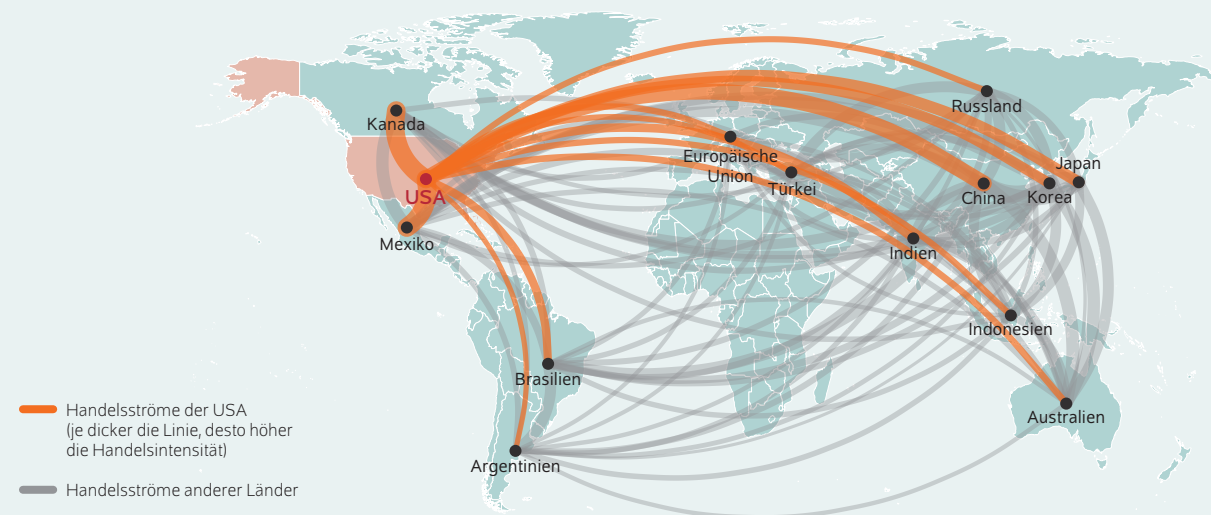 Russland
Kanada
Europäische
Union
Japan
Türkei
China
Korea
USA
Mexiko
Indien
Indonesien
Brasilien
Australien
Argentinien
Handelsströme der USA
(je dicker die Linie, desto höher
die Handelsintensität)
Handelsströme anderer Länder